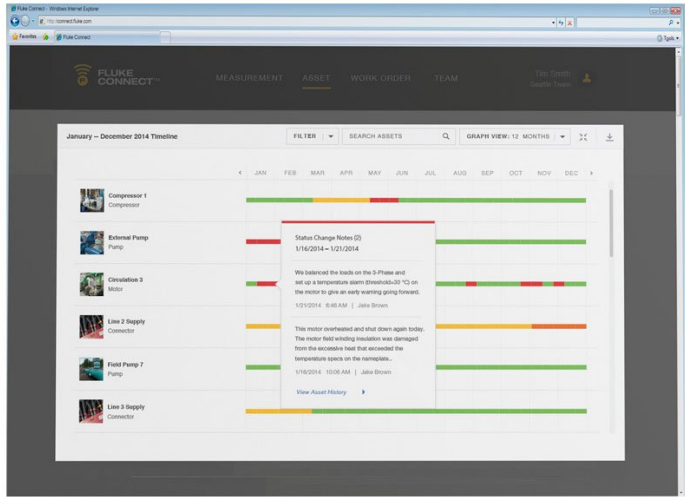 Fluke Connect - Windows Internet Explorer
http://connect.fluke.com
Favorites
Fluke Connect
Tools
FLUKE
CONNECT
MEASUREMENT ASSET WORK ORDER TEAM
Tim Smith
Seattle Team
January – December 2014 Timeline
FILTER
SEARCH ASSETS
GRAPH VIEW: 12 MONTHS
JAN FEB MAR APR MAY JUN JUL AUG SEP OCT NOV DEC
Compressor 1
Compressor
External Pump
Pump
Circulation 3
Motor
Line 2 Supply
Connector
Field Pump 7
Pump
Line 3 Supply
Connector
Status Change Notes (2)
1/16/2014 – 1/21/2014
We balanced the loads on the 3-Phase and
set up a temperature alarm (threshold=30 °C) on
the motor to give an early warning going forward.
1/21/2014 6:46 AM | Jake Brown
This motor overheated and shut down again today.
The motor field winding insulation was damaged
from the excessive heat that exceeded the
temperature specs on the nameplate...
1/16/2014 10:06 AM | Jake Brown
View Asset History